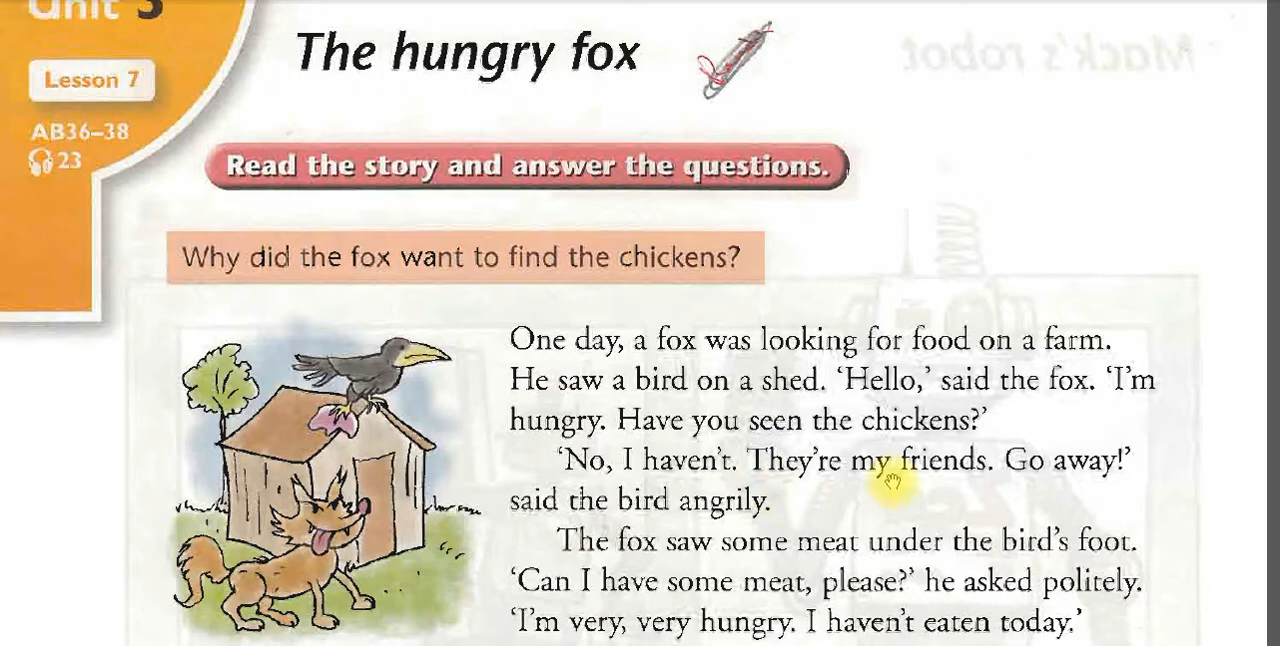 Unit 3
Lesson 7
AB36–38
23
The hungry fox
Mack's robot
Read the story and answer the questions.
Why did the fox want to find the chickens?
One day, a fox was looking for food on a farm.
He saw a bird on a shed. ‘Hello,’ said the fox. ‘I’m
hungry. Have you seen the chickens?’
‘No, I haven’t. They’re my friends. Go away!’
said the bird angrily.
The fox saw some meat under the bird’s foot.
‘Can I have some meat, please?’ he asked politely.
‘I’m very, very hungry. I haven’t eaten today.’